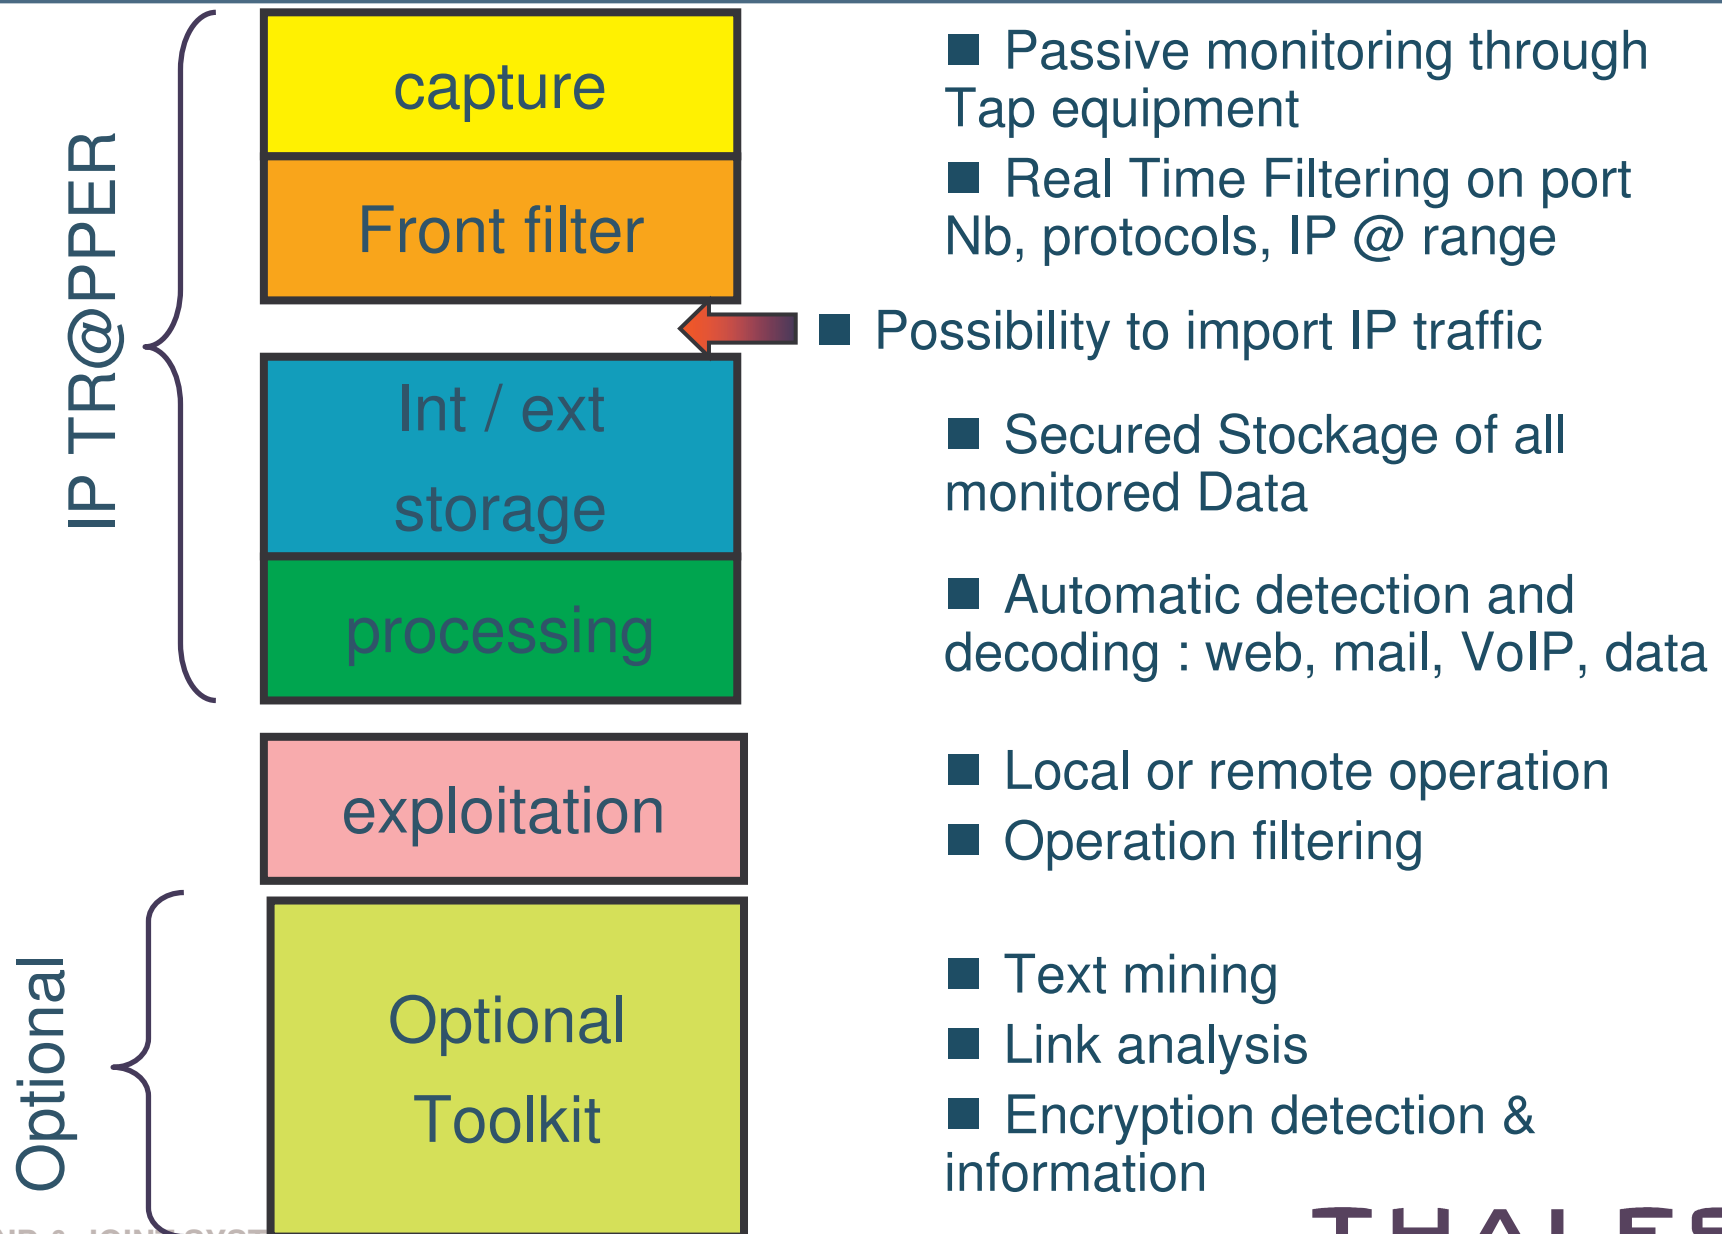 IP TR@PPER
capture
Front filter
Int / ext
storage
processing
exploitation
Optional
Optional
Toolkit
■ Passive monitoring through
Tap equipment
■ Real Time Filtering on port
Nb, protocols, IP @ range
■ Possibility to import IP traffic
■ Secured Stockage of all
monitored Data
■ Automatic detection and
decoding : web, mail, VoIP, data
■ Local or remote operation
■ Operation filtering
■ Text mining
■ Link analysis
■ Encryption detection &
information
THALES